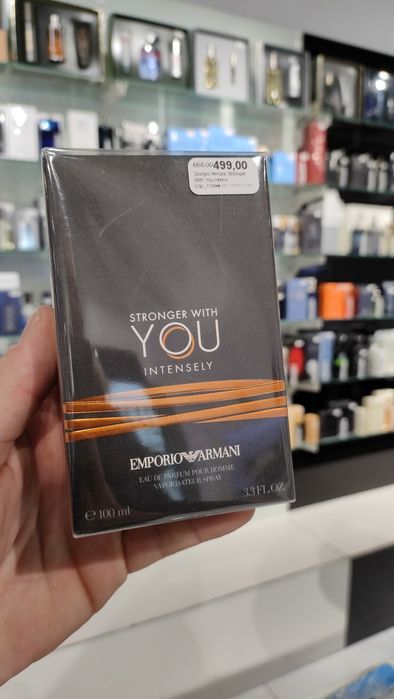 668,00 499,00
Giorgio Armani Stronger
With You Intens
Edp_100ml
STRONGER WITH
YOU
INTENSELY
EMPORIO ARMANI
EAU DE PARFUM POUR HOMME
VAPORISATEUR SPRAY
℮ 100 ml
3.3 FL.OZ.